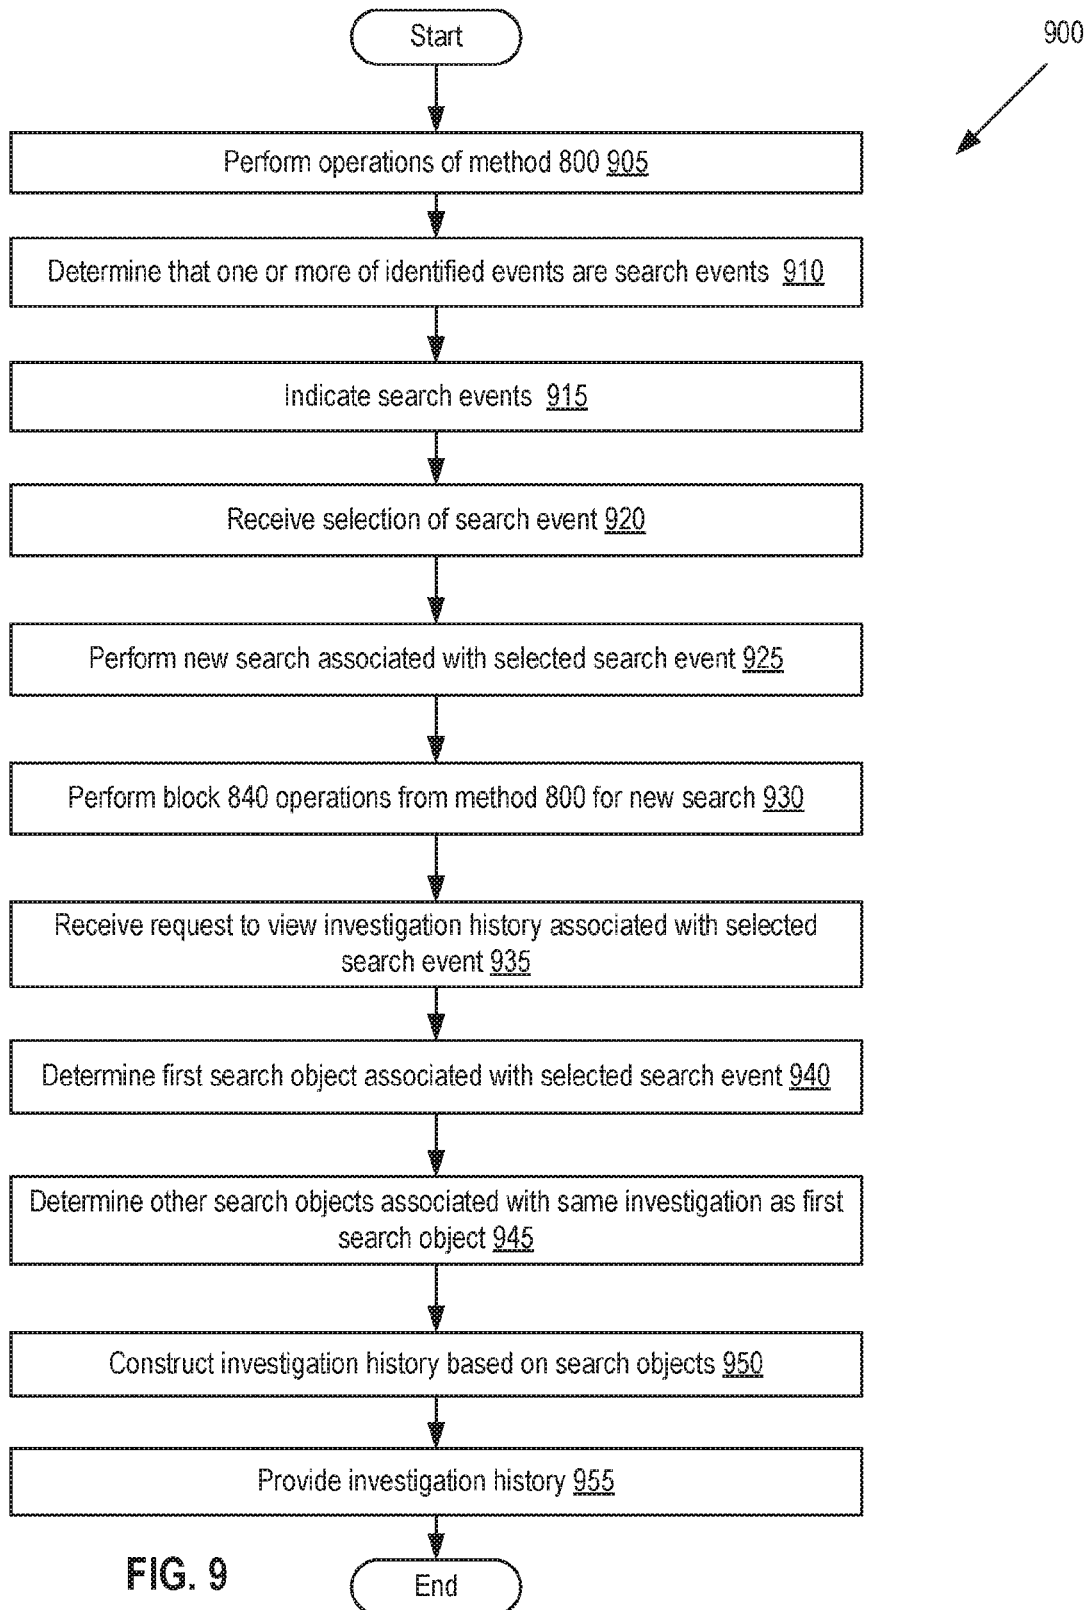 Start
900
Perform operations of method 800 905
Determine that one or more of identified events are search events 910
Indicate search events 915
Receive selection of search event 920
Perform new search associated with selected search event 925
Perform block 840 operations from method 800 for new search 930
Receive request to view investigation history associated with selected
search event 935
Determine first search object associated with selected search event 940
Determine other search objects associated with same investigation as first
search object 945
Construct investigation history based on search objects 950
Provide investigation history 955
FIG. 9
End